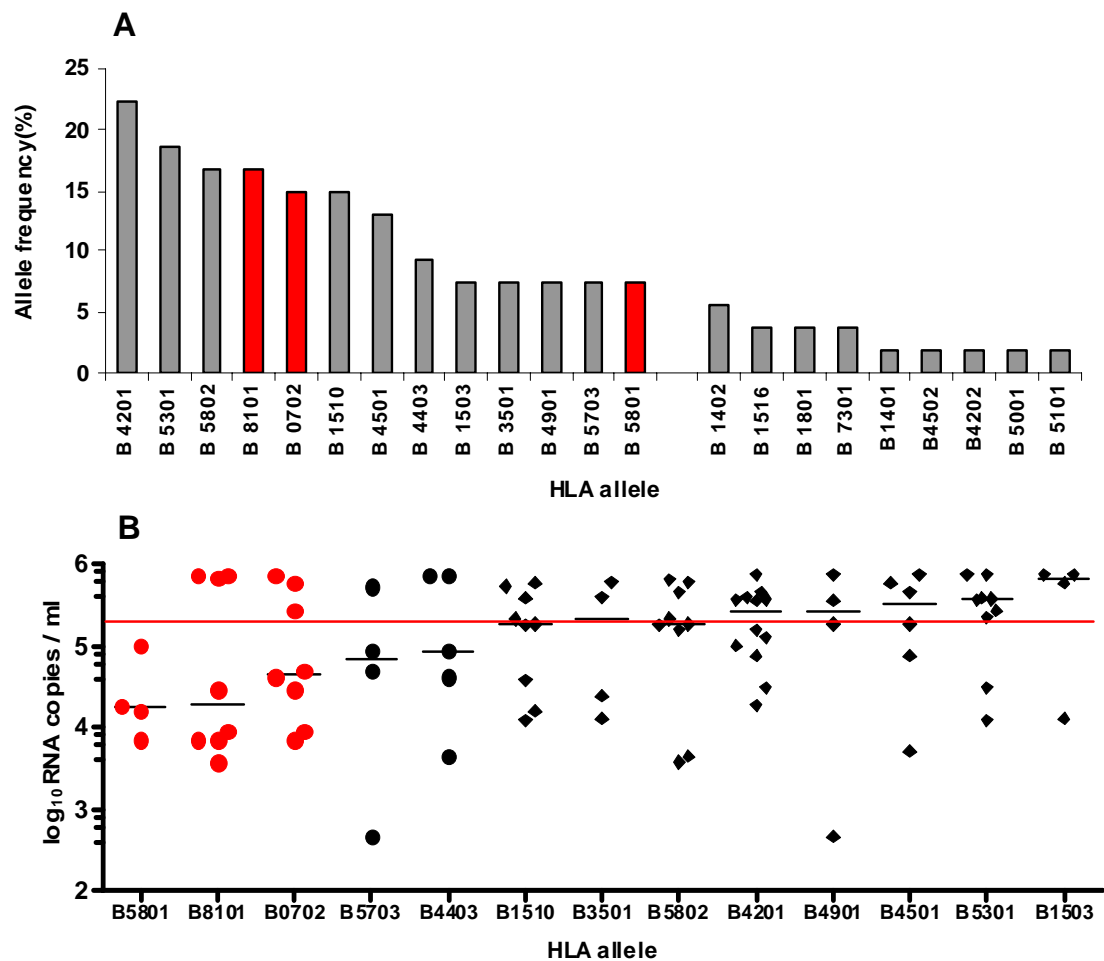 A
Allele frequency(%)
25
20
15
10
5
0
B 4201
B 5301
B 5802
B 8101
B 0702
B 1510
B 4501
B 4403
B 1503
B 3501
B 4901
B 5703
B 5801
B 1402
B 1516
B 1801
B 7301
B1401
B4502
B4202
B 5001
B 5101
HLA allele
B
log₁₀ RNA copies / ml
6
5
4
3
2
B5801 B8101 B0702 B5703 B4403 B1510 B3501 B5802 B4201 B4901 B4501 B5301 B1503
HLA allele